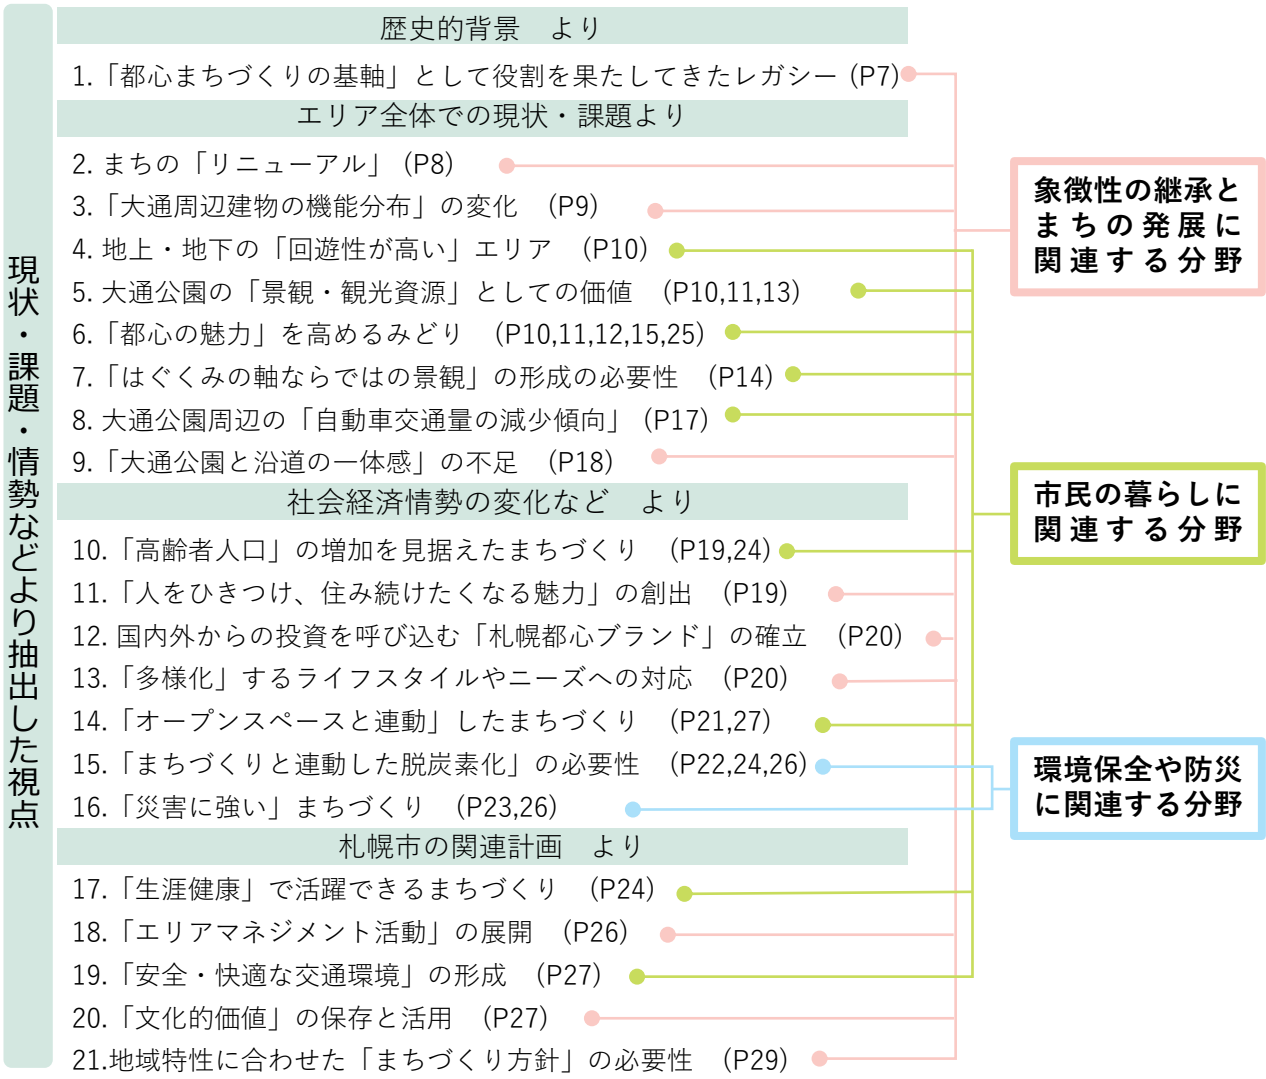 現状・課題・情勢などより抽出した視点
歴史的背景　より
1.「都心まちづくりの基軸」として役割を果たしてきたレガシー (P7)
エリア全体での現状・課題より
2. まちの「リニューアル」 (P8)
3.「大通周辺建物の機能分布」の変化　(P9)
4. 地上・地下の「回遊性が高い」エリア　(P10)
5. 大通公園の「景観・観光資源」としての価値　(P10,11,13)
6.「都心の魅力」を高めるみどり　(P10,11,12,15,25)
7.「はぐくみの軸ならではの景観」の形成の必要性　(P14)
8. 大通公園周辺の「自動車交通量の減少傾向」 (P17)
9.「大通公園と沿道の一体感」の不足　(P18)
社会経済情勢の変化など　より
10.「高齢者人口」の増加を見据えたまちづくり　(P19,24)
11.「人をひきつけ、住み続けたくなる魅力」の創出　(P19)
12. 国内外からの投資を呼び込む「札幌都心ブランド」の確立　(P20)
13.「多様化」するライフスタイルやニーズへの対応　(P20)
14.「オープンスペースと連動」したまちづくり　(P21,27)
15.「まちづくりと連動した脱炭素化」の必要性　(P22,24,26)
16.「災害に強い」まちづくり　(P23,26)
札幌市の関連計画　より
17.「生涯健康」で活躍できるまちづくり　(P24)
18.「エリアマネジメント活動」の展開　(P26)
19.「安全・快適な交通環境」の形成　(P27)
20.「文化的価値」の保存と活用　(P27)
21.地域特性に合わせた「まちづくり方針」の必要性　(P29)
象徴性の継承と
まちの発展に
関連する分野
市民の暮らしに
関連する分野
環境保全や防災
に関連する分野